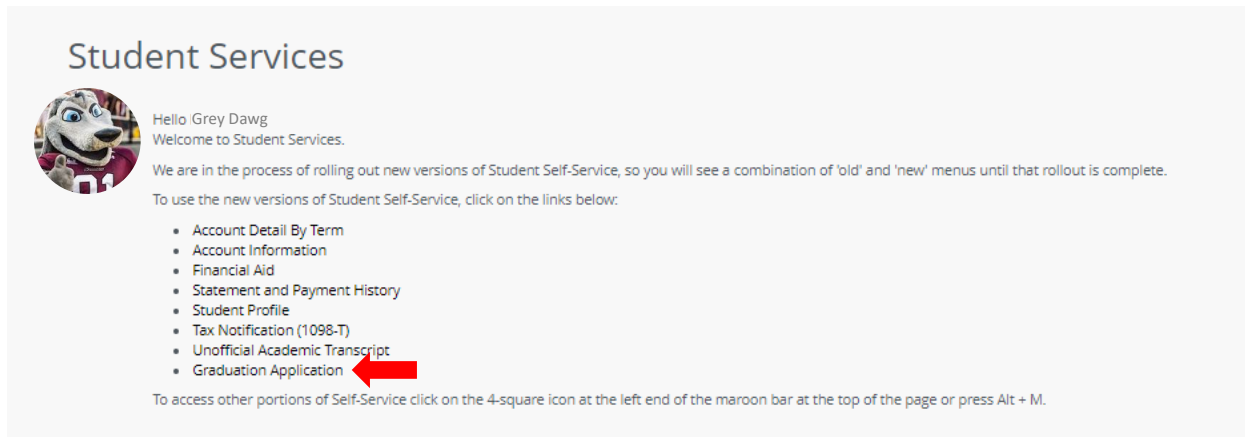 Student Services
Hello Grey Dawg
Welcome to Student Services.
We are in the process of rolling out new versions of Student Self-Service, so you will see a combination of 'old' and 'new' menus until that rollout is complete.
To use the new versions of Student Self-Service, click on the links below:
• Account Detail By Term
• Account Information
• Financial Aid
• Statement and Payment History
• Student Profile
• Tax Notification (1098-T)
• Unofficial Academic Transcript
• Graduation Application
To access other portions of Self-Service click on the 4-square icon at the left end of the maroon bar at the top of the page or press Alt + M.